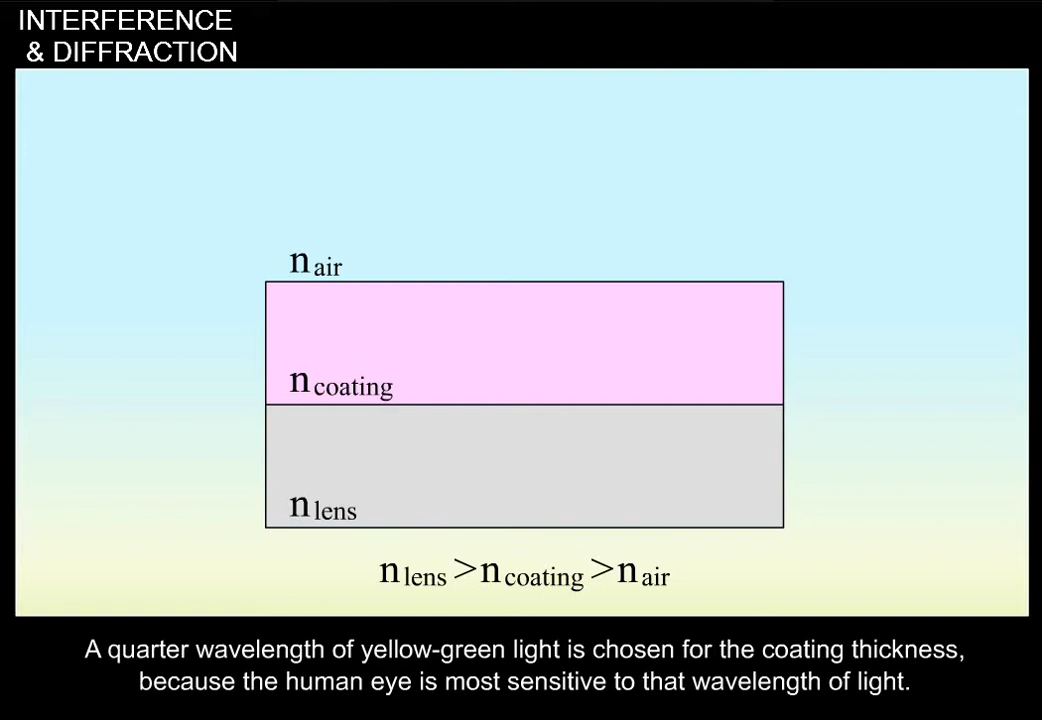 INTERFERENCE
& DIFFRACTION
n air
n coating
n lens
n lens > n coating > n air
A quarter wavelength of yellow-green light is chosen for the coating thickness,
because the human eye is most sensitive to that wavelength of light.